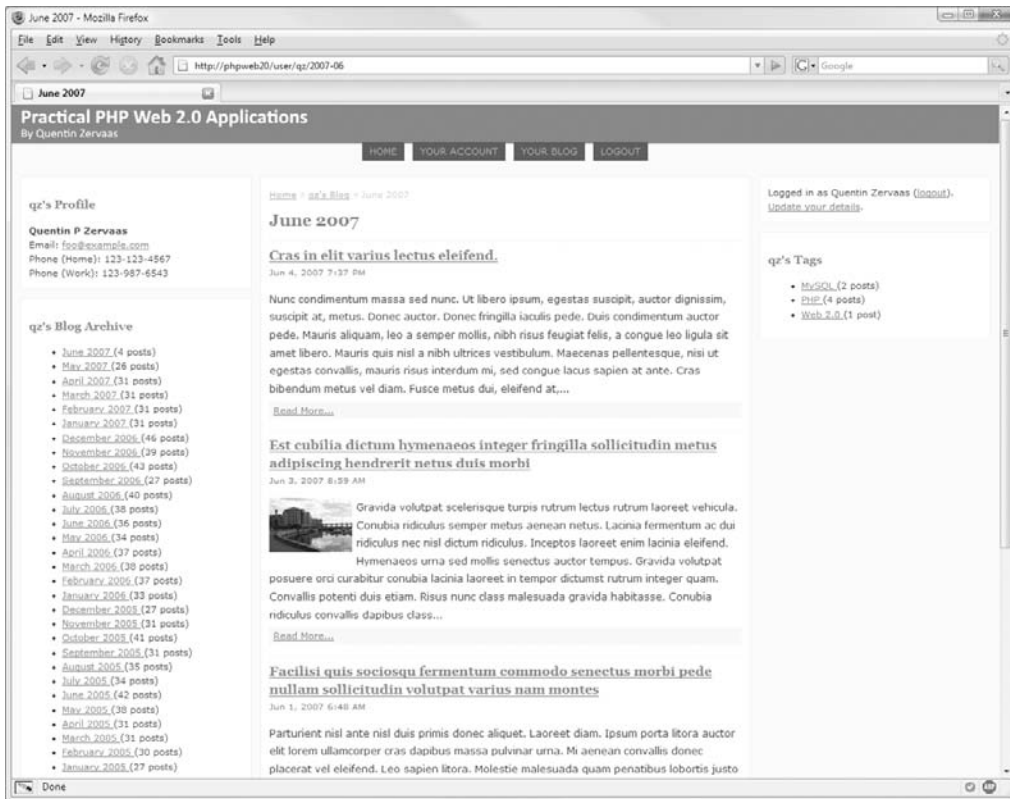 June 2007 - Mozilla Firefox
File Edit View History Bookmarks Tools Help
http://phpweb20/user/qz/2007-06
Google
June 2007
Practical PHP Web 2.0 Applications
By Quentin Zervaas
HOME YOUR ACCOUNT YOUR BLOG LOGOUT
qz's Profile
Quentin P Zervaas
Email: foo@example.com
Phone (Home): 123-123-4567
Phone (Work): 123-987-6543
qz's Blog Archive
• June 2007 (4 posts)
• May 2007 (26 posts)
• April 2007 (31 posts)
• March 2007 (31 posts)
• February 2007 (31 posts)
• January 2007 (31 posts)
• December 2006 (46 posts)
• November 2006 (39 posts)
• October 2006 (43 posts)
• September 2006 (27 posts)
• August 2006 (40 posts)
• July 2006 (38 posts)
• June 2006 (36 posts)
• May 2006 (34 posts)
• April 2006 (37 posts)
• March 2006 (38 posts)
• February 2006 (37 posts)
• January 2006 (33 posts)
• December 2005 (27 posts)
• November 2005 (31 posts)
• October 2005 (41 posts)
• September 2005 (31 posts)
• August 2005 (35 posts)
• July 2005 (34 posts)
• June 2005 (42 posts)
• May 2005 (38 posts)
• April 2005 (31 posts)
• March 2005 (31 posts)
• February 2005 (30 posts)
• January 2005 (27 posts)
Home > qz's Blog > June 2007
June 2007
Cras in elit varius lectus eleifend.
Jun 4, 2007 7:37 PM
Nunc condimentum massa sed nunc. Ut libero ipsum, egestas suscipit, auctor dignissim,
suscipit at, metus. Donec auctor. Donec fringilla iaculis pede. Duis condimentum auctor
pede. Mauris aliquam, leo a semper mollis, nibh risus feugiat felis, a congue leo ligula sit
amet libero. Mauris quis nisl a nibh ultrices vestibulum. Maecenas pellentesque, nisi ut
egestas convallis, mauris risus interdum mi, sed congue lacus sapien at ante. Cras
bibendum metus vel diam. Fusce metus dui, eleifend at,...
Read More...
Est cubilia dictum hymenaeos integer fringilla sollicitudin metus
adipiscing hendrerit netus duis morbi
Jun 3, 2007 8:59 AM
Gravida volutpat scelerisque turpis rutrum lectus rutrum laoreet vehicula.
Conubia ridiculus semper metus aenean netus. Lacinia fermentum ac dui
ridiculus nec nisl dictum ridiculus. Inceptos laoreet enim lacinia eleifend.
Hymenaeos urna sed mollis senectus auctor tempus. Gravida volutpat
posuere orci curabitur conubia lacinia laoreet in tempor dictumst rutrum integer quam.
Convallis potenti duis etiam. Risus nunc class malesuada gravida habitasse. Conubia
ridiculus convallis dapibus class...
Read More...
Facilisi quis sociosqu fermentum commodo senectus morbi pede
nullam sollicitudin volutpat varius nam montes
Jun 1, 2007 6:48 AM
Parturient nisl ante nisl duis primis donec aliquet. Laoreet diam. Ipsum porta litora auctor
elit lorem ullamcorper cras dapibus massa pulvinar urna. Mi aenean convallis donec
placerat vel eleifend. Leo sapien litora. Molestie malesuada quam penatibus lobortis justo
Logged in as Quentin Zervaas (logout).
Update your details.
qz's Tags
• MySQL (2 posts)
• PHP (4 posts)
• Web 2.0 (1 post)
Done